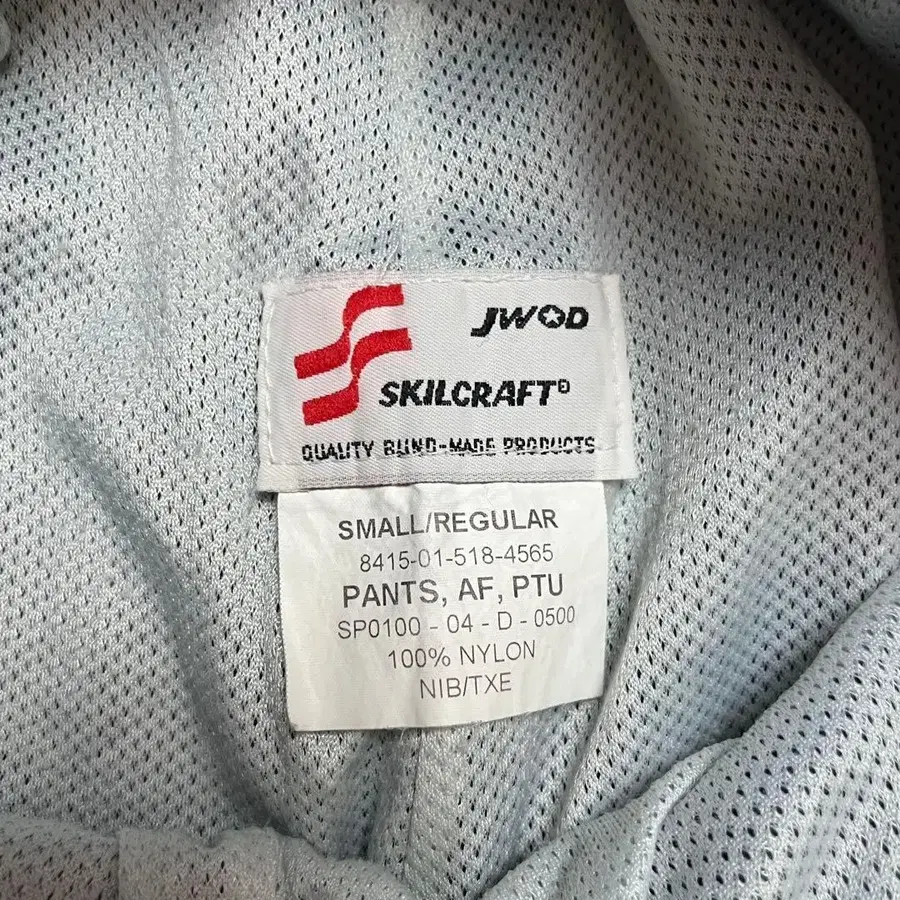 JWOD
SKILCRAFT®
QUALITY BLIND-MADE PRODUCTS
SMALL/REGULAR
8415-01-518-4565
PANTS, AF, PTU
SP0100 - 04 - D - 0500
100% NYLON
NIB/TXE